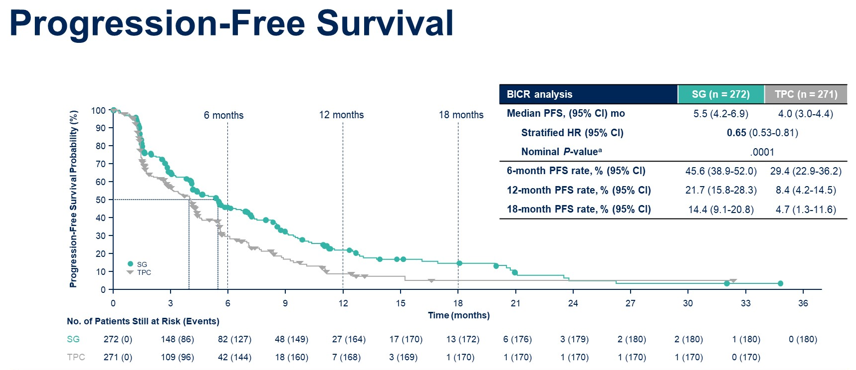 Progression-Free Survival
BICR analysis SG (n = 272) TPC (n = 271)
Median PFS, (95% CI) mo 5.5 (4.2-6.9) 4.0 (3.0-4.4)
Stratified HR (95% CI) 0.65 (0.53-0.81)
Nominal P-valueᵃ .0001
6-month PFS rate, % (95% CI) 45.6 (38.9-52.0) 29.4 (22.9-36.2)
12-month PFS rate, % (95% CI) 21.7 (15.8-28.3) 8.4 (4.2-14.5)
18-month PFS rate, % (95% CI) 14.4 (9.1-20.8) 4.7 (1.3-11.6)
Progression-Free Survival Probability (%)
100
90
80
70
60
50
40
30
20
10
0
6 months 12 months 18 months
SG
TPC
0 3 6 9 12 15 18 21 24 27 30 33 36
Time (months)
No. of Patients Still at Risk (Events)
SG 272 (0) 148 (86) 82 (127) 48 (149) 27 (164) 17 (170) 13 (172) 6 (176) 3 (179) 2 (180) 2 (180) 1 (180) 0 (180)
TPC 271 (0) 109 (96) 42 (144) 18 (160) 7 (168) 3 (169) 1 (170) 1 (170) 1 (170) 1 (170) 1 (170) 0 (170)